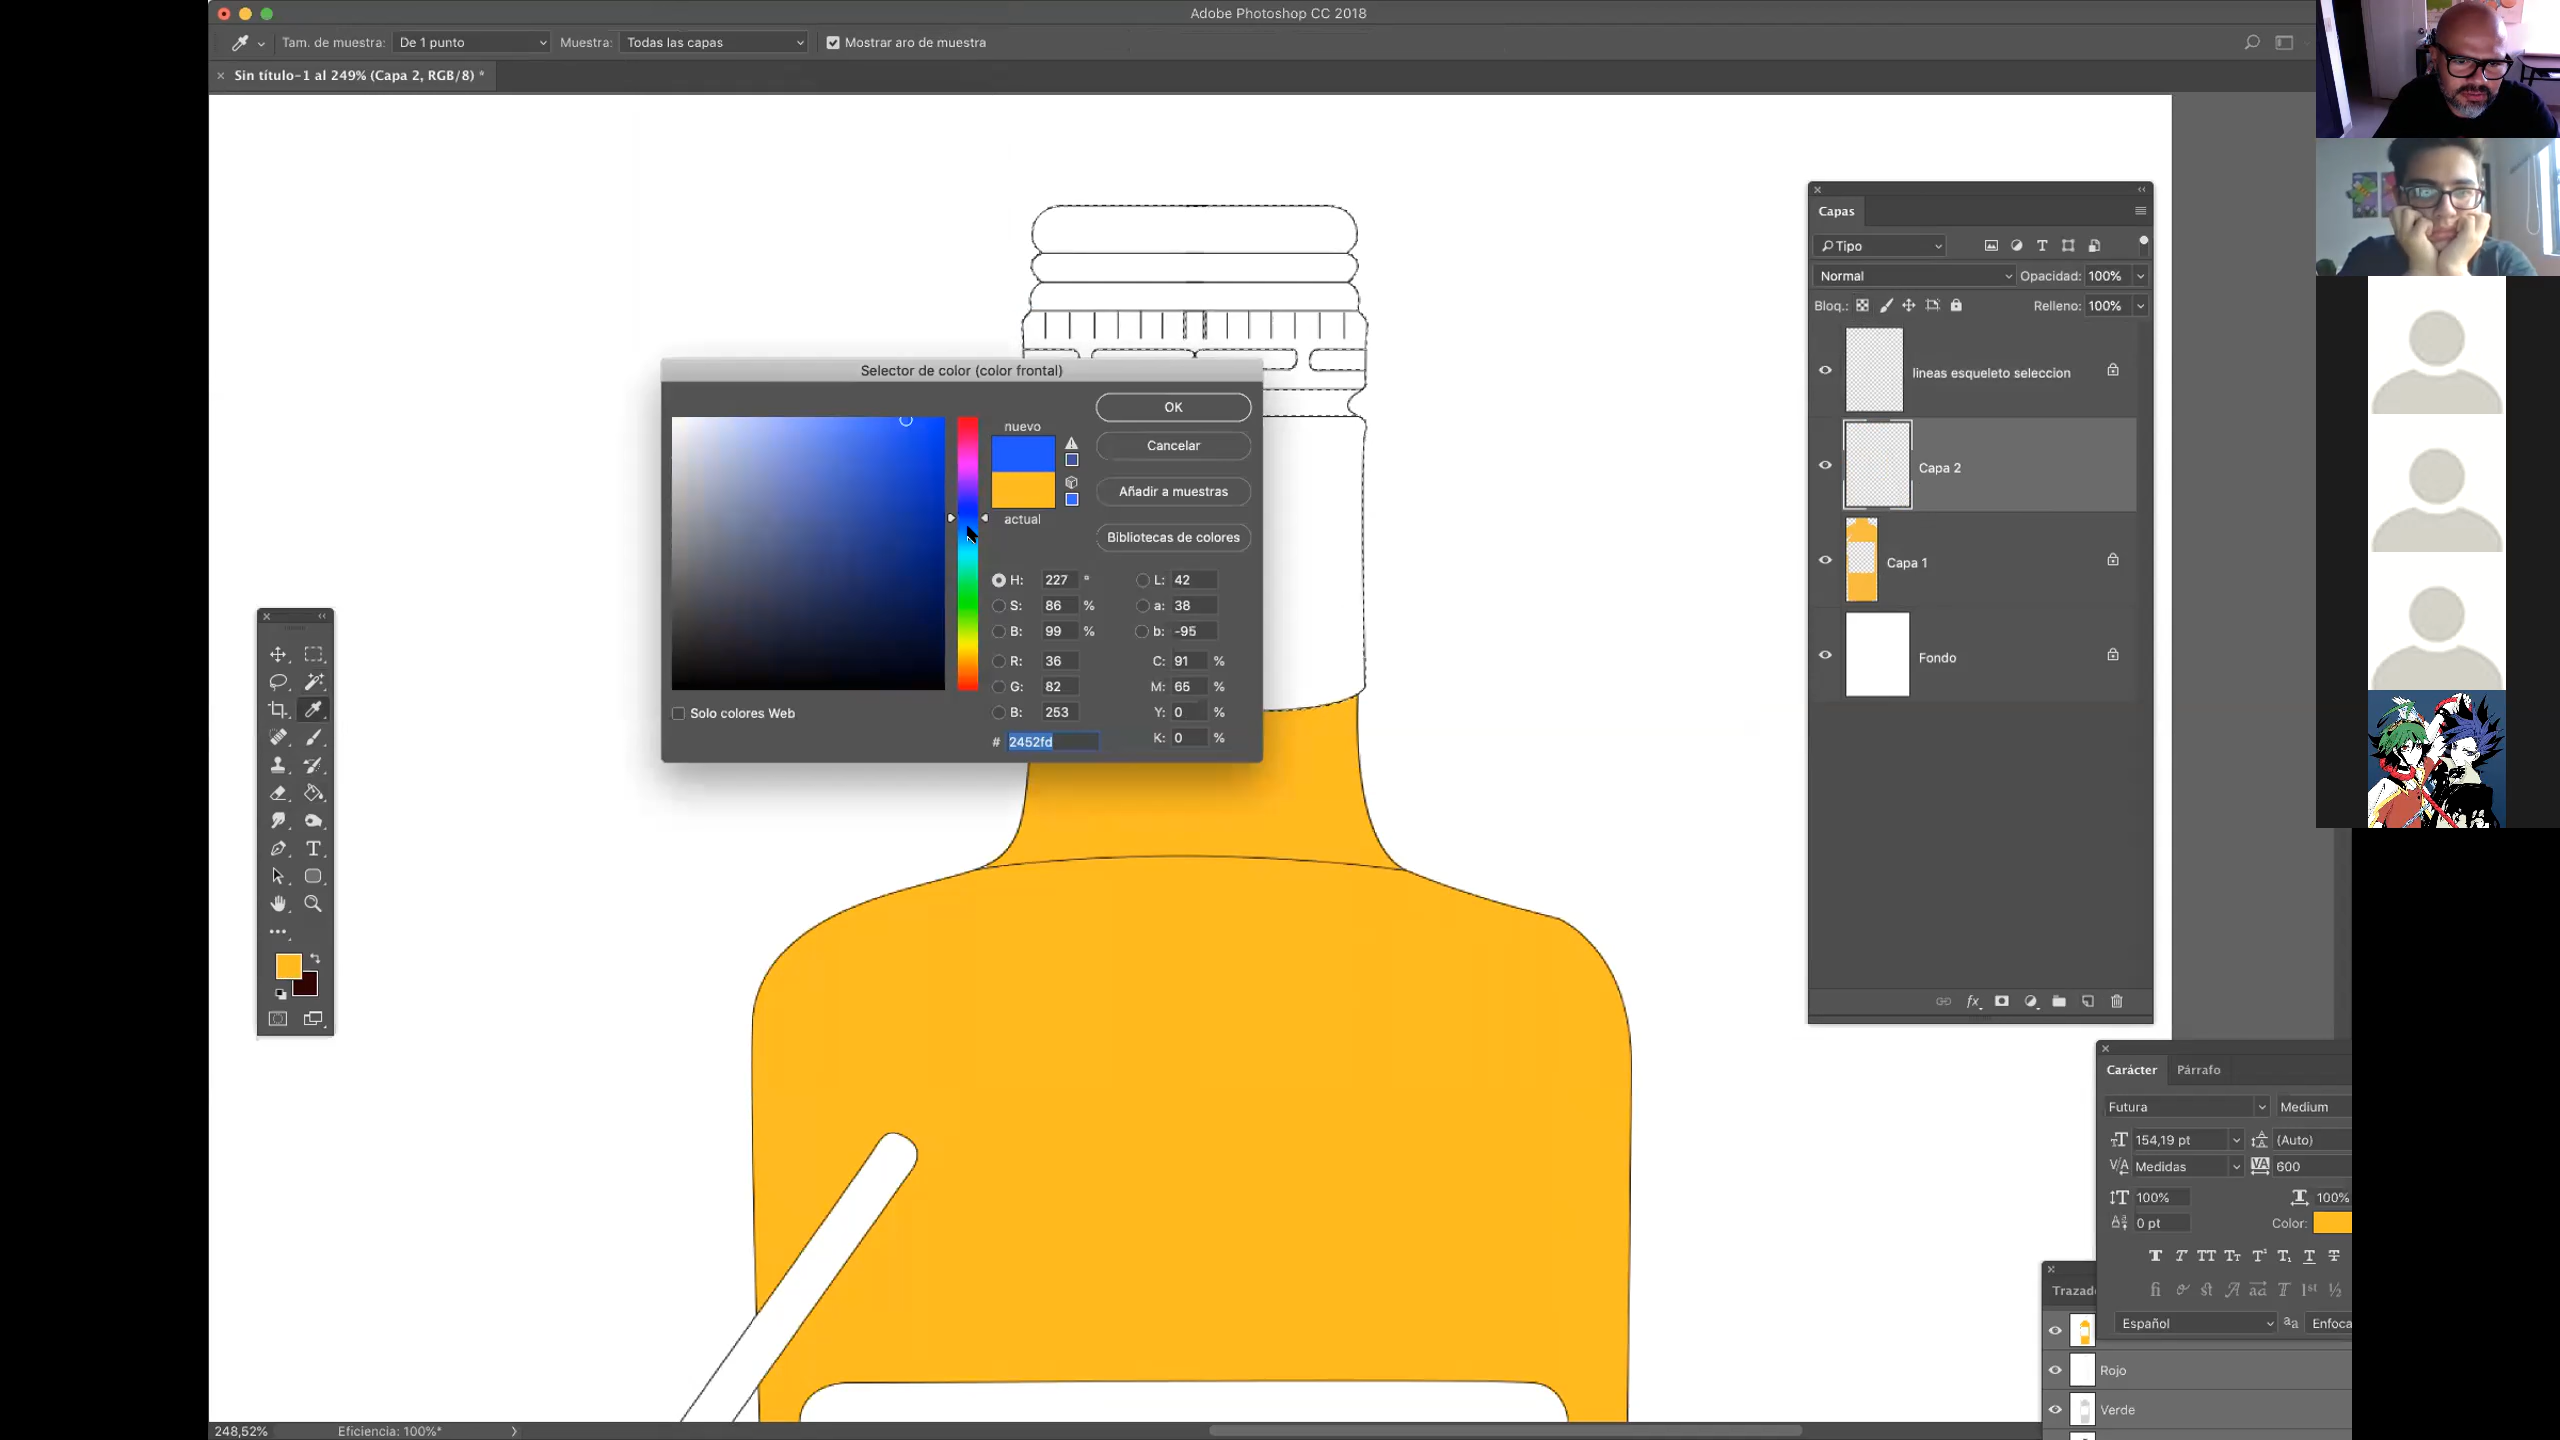 Adobe Photoshop CC 2018
Tam. de muestra: De 1 punto Muestra: Todas las capas Mostrar aro de muestra
Sin título-1 al 249% (Capa 2, RGB/8) *
Capas
Tipo
Normal Opacidad: 100%
Bloq.: Relleno: 100%
lineas esqueleto seleccion
Capa 2
Capa 1
Fondo
Selector de color (color frontal)
nuevo
actual
OK
Cancelar
Añadir a muestras
Bibliotecas de colores
H: 227 °
S: 86 %
B: 99 %
R: 36
G: 82
B: 253
# 2452fd
L: 42
a: 38
b: -95
C: 91 %
M: 65 %
Y: 0 %
K: 0 %
Solo colores Web
Carácter Párrafo
Futura Medium
154,19 pt (Auto)
Medidas 600
100% 100%
0 pt Color:
Español aa Enfoca
Trazad
Rojo
Verde
248,52% Eficiencia: 100%*